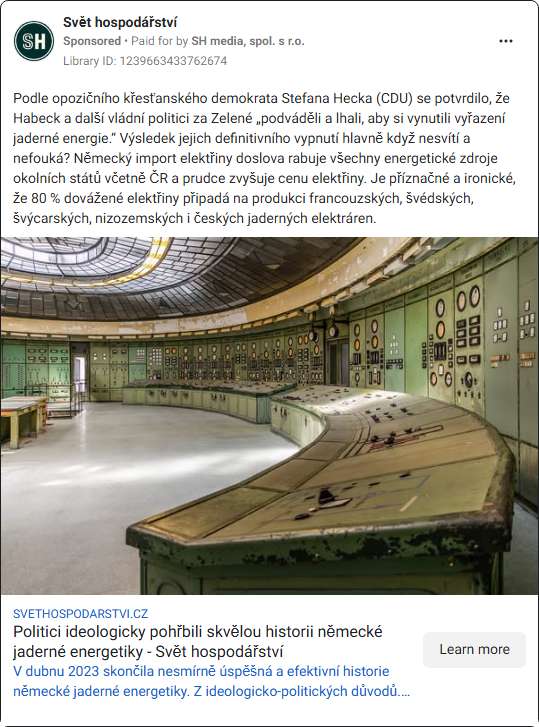 Svět hospodářství
Sponsored • Paid for by SH media, spol. s r.o.
Library ID: 1239663433762674
SH
Podle opozičního křesťanského demokrata Stefana Hecka (CDU) se potvrdilo, že
Habeck a další vládní politici za Zelené „podváděli a lhali, aby si vynutili vyřazení
jaderné energie.“ Výsledek jejich definitivního vypnutí hlavně když nesvítí a
nefouká? Německý import elektřiny doslova rabuje všechny energetické zdroje
okolních států včetně ČR a prudce zvyšuje cenu elektřiny. Je příznačné a ironické,
že 80 % dovážené elektřiny připadá na produkci francouzských, švédských,
švýcarských, nizozemských i českých jaderných elektráren.
SVETHOSPODARSTVI.CZ
Politici ideologicky pohřbili skvělou historii německé
jaderné energetiky - Svět hospodářství
Learn more
V dubnu 2023 skončila nesmírně úspěšná a efektivní historie
německé jaderné energetiky. Z ideologicko-politických důvodů....